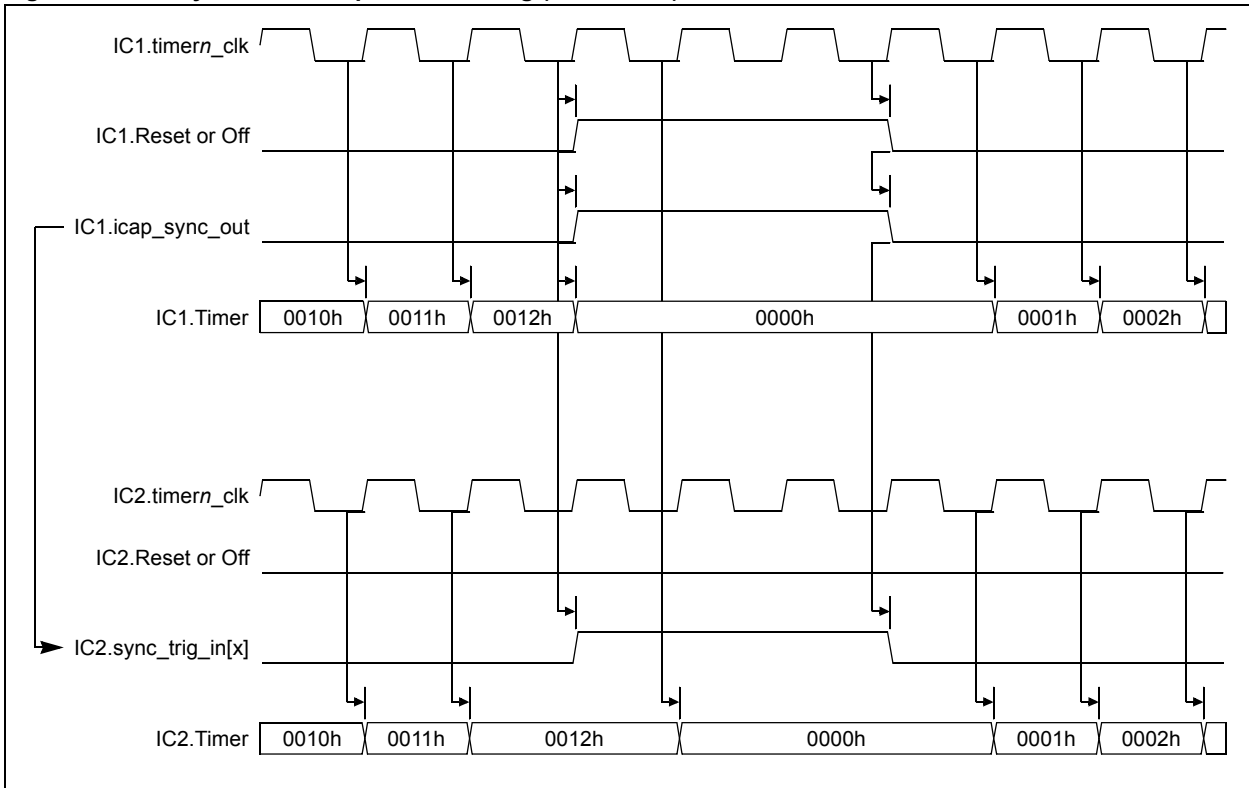 IC1.timern_clk
IC1.Reset or Off
IC1.icap_sync_out
IC1.Timer 0010h 0011h 0012h 0000h 0001h 0002h
IC2.timern_clk
IC2.Reset or Off
IC2.sync_trig_in[x]
IC2.Timer 0010h 0011h 0012h 0000h 0001h 0002h